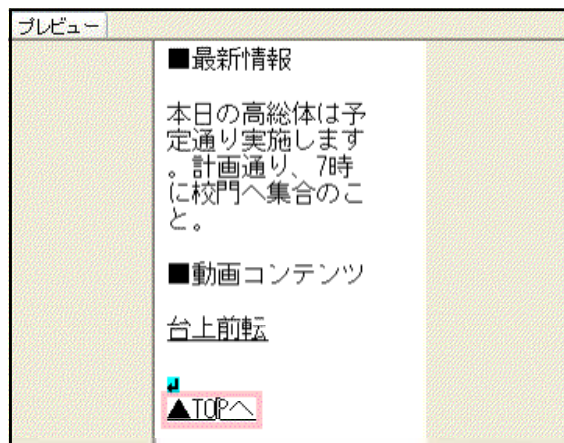 プレビュー
■最新情報
本日の高総体は予
定通り実施します
。計画通り、7時
に校門へ集合のこ
と。
■動画コンテンツ
台上前転
▲TOPへ